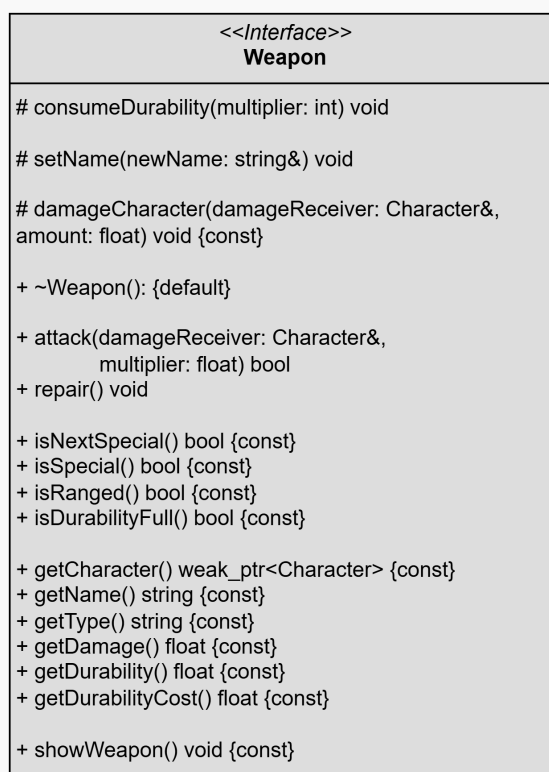 <<Interface>>
Weapon
# consumeDurability(multiplier: int) void
# setName(newName: string&) void
# damageCharacter(damageReceiver: Character&,
amount: float) void {const}
+ ~Weapon(): {default}
+ attack(damageReceiver: Character&,
multiplier: float) bool
+ repair() void
+ isNextSpecial() bool {const}
+ isSpecial() bool {const}
+ isRanged() bool {const}
+ isDurabilityFull() bool {const}
+ getCharacter() weak_ptr<Character> {const}
+ getName() string {const}
+ getType() string {const}
+ getDamage() float {const}
+ getDurability() float {const}
+ getDurabilityCost() float {const}
+ showWeapon() void {const}